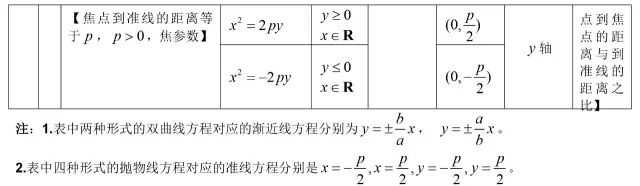 【焦点到准线的距离等于 p ，p > 0 ，焦参数】
x² = 2py
y ≥ 0
x ∈ R
(0, p/2)
x² = −2py
y ≤ 0
x ∈ R
(0, −p/2)
y 轴
点到焦
点的距
离与到
准线的
距离之
比】
注：1.表中两种形式的双曲线方程对应的渐近线方程分别为 y = ± b/a x ， y = ± a/b x 。
2.表中四种形式的抛物线方程对应的准线方程分别是 x = − p/2 , x = p/2 , y = − p/2 , y = p/2 。